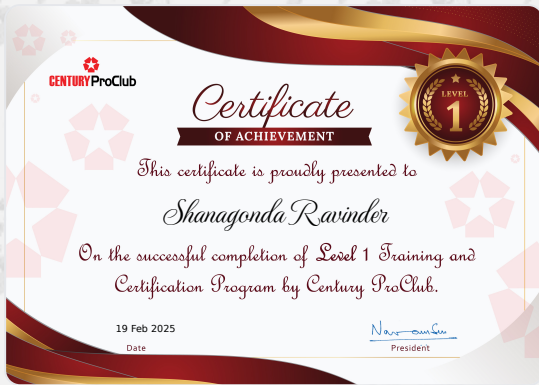 CENTURY ProClub
Certificate
OF ACHIEVEMENT
LEVEL
1
This certificate is proudly presented to
Shanagonda Ravinder
On the successful completion of Level 1 Training and
Certification Program by Century ProClub.
19 Feb 2025
Date
President